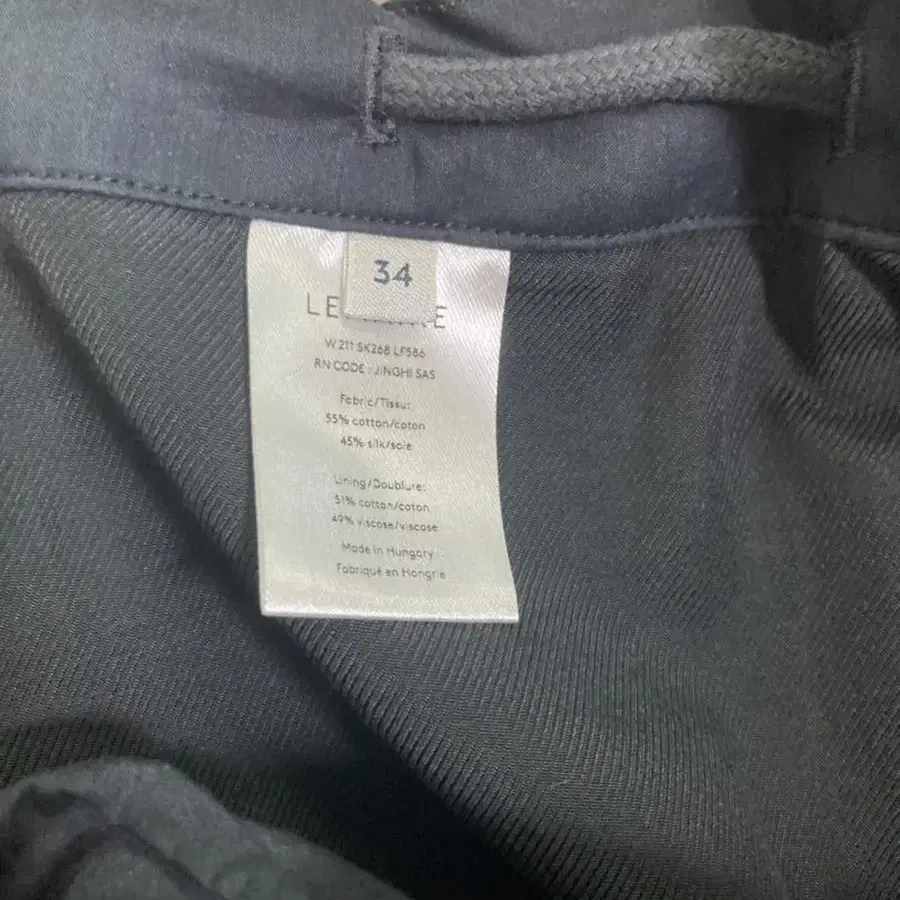 34
LE E
W 211 SK268 LF586
RN CODE : JINGHI SAS
Fabric/Tissu:
55% cotton/coton
45% silk/soie
Lining/Doublure:
51% cotton/coton
49% viscose/viscose
Made in Hungary
Fabriqué en Hongrie